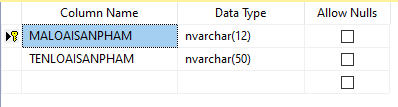 Column Name Data Type Allow Nulls
MALOAISANPHAM nvarchar(12)
TENLOAISANPHAM nvarchar(50)